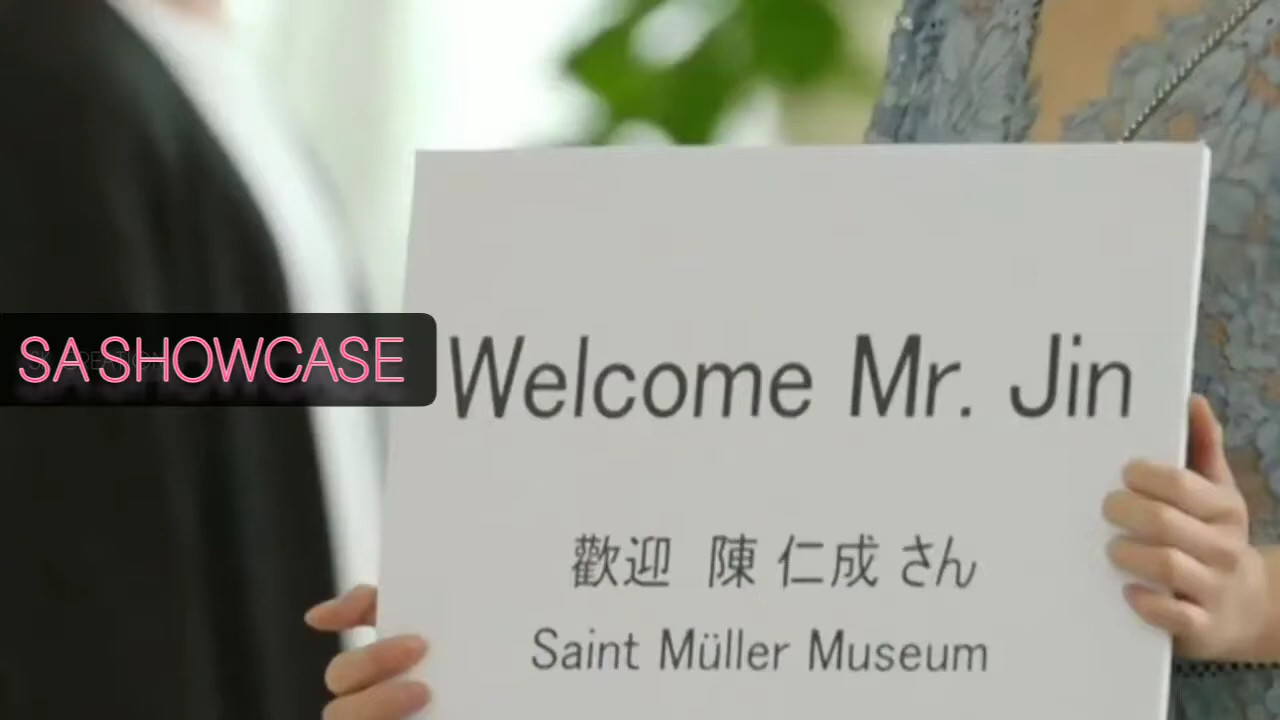 SA SHOWCASE
Welcome Mr. Jin
歡迎 陳 仁成 さん
Saint Müller Museum